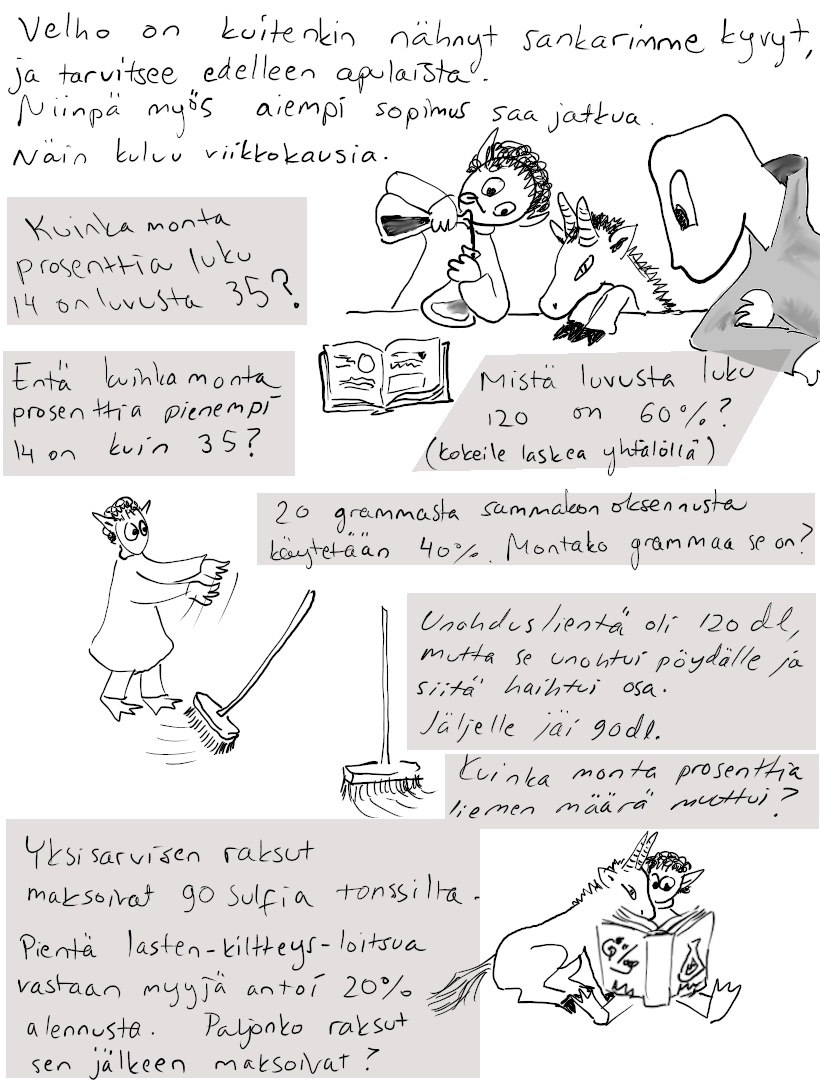 Velho on kuitenkin nähnyt sankarimme kyvyt,
ja tarvitsee edelleen apulaista.
Niinpä myös aiempi sopimus saa jatkua.
Näin kuluu viikkokausia.
Kuinka monta
prosenttia luku
14 on luvusta 35?
Entä kuinka monta
prosenttia pienempi
14 on kuin 35?
Mistä luvusta luku
120 on 60%?
(kokeile laskea yhtälöllä)
20 grammasta sammakon oksennusta
käytetään 40%. Montako grammaa se on?
Unohduslientä oli 120 dl,
mutta se unohtui pöydälle ja
siitä haihtui osa.
Jäljelle jäi 90dl.
Kuinka monta prosenttia
liemen määrä muuttui?
Yksisarvisen raksut
maksoivat 90 Sulfia tonssilta.
Pientä lasten-kiltteys-loitsua
vastaan myyjä antoi 20%
alennusta. Paljonko raksut
sen jälkeen maksoivat?